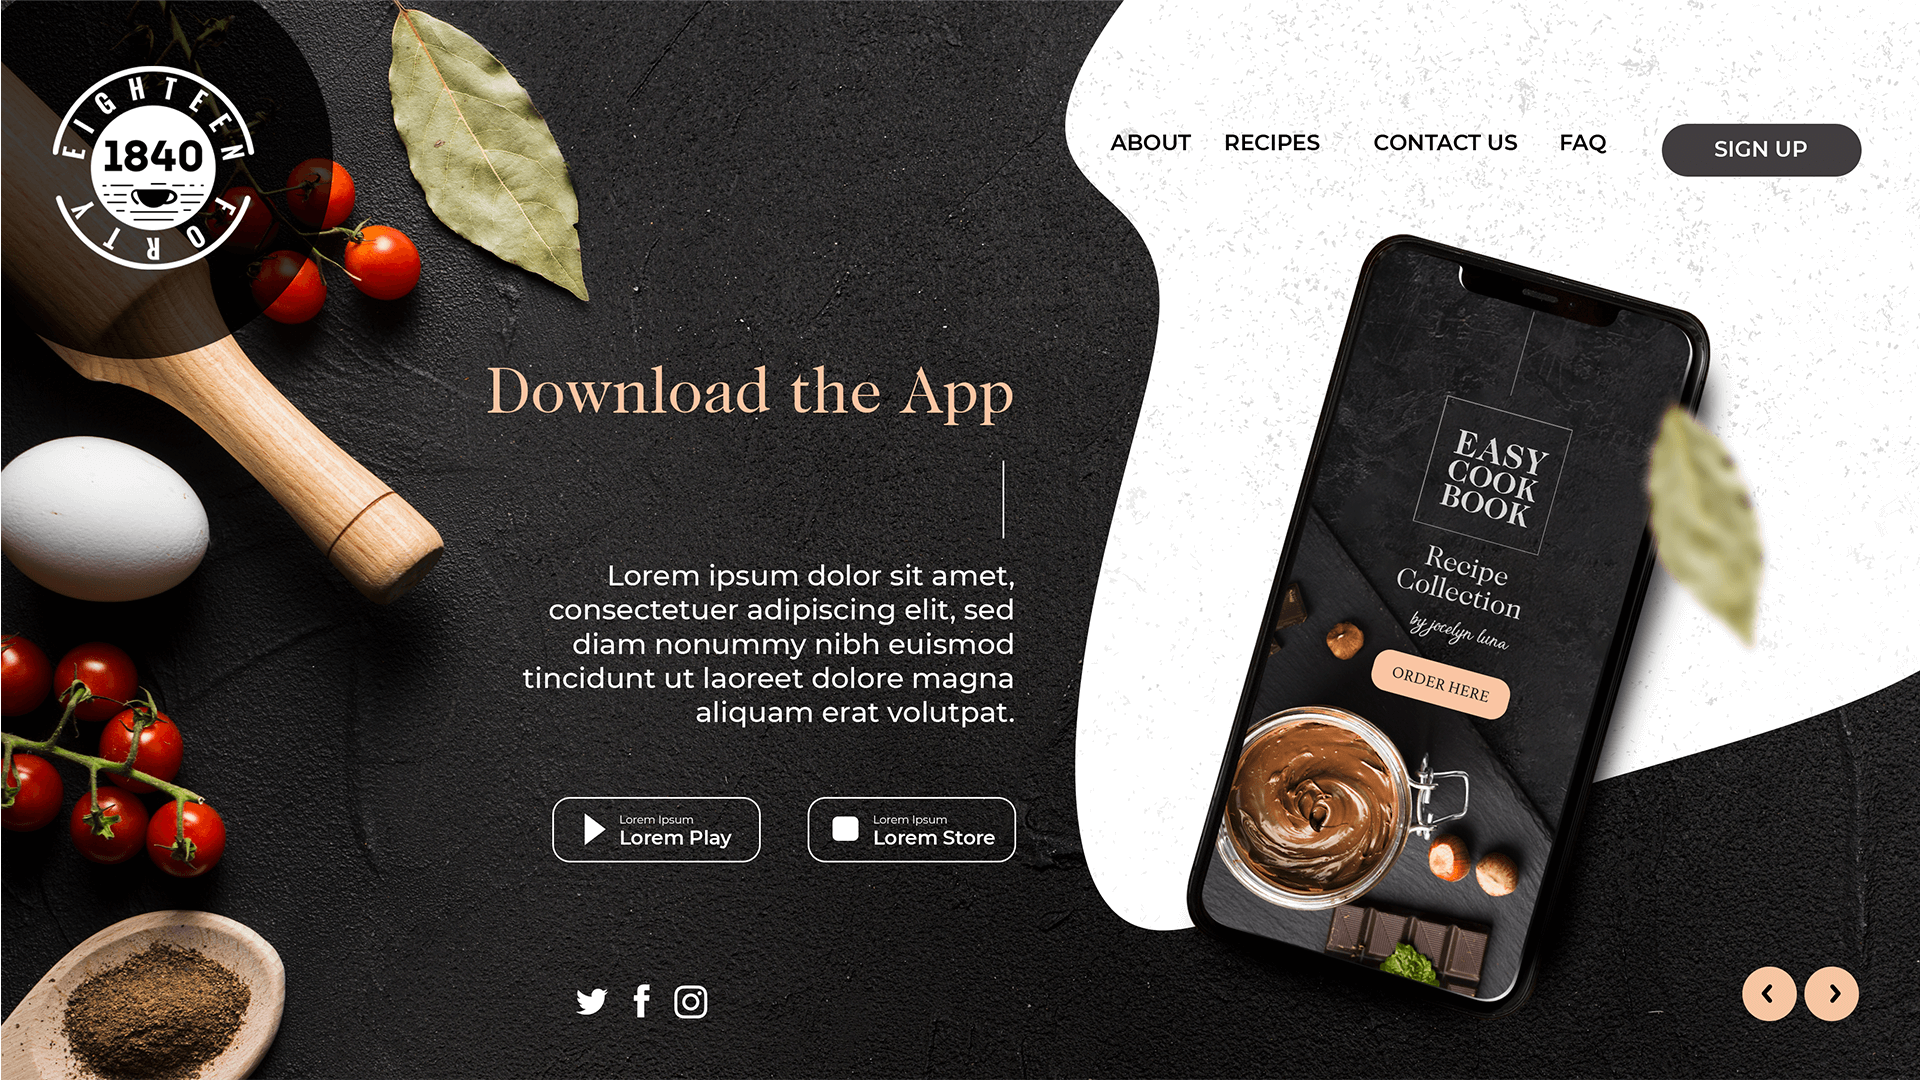 EIGHTEEN
1840
FORTY
ABOUT
RECIPES
CONTACT US
FAQ
SIGN UP
Download the App
Lorem ipsum dolor sit amet,
consectetuer adipiscing elit, sed
diam nonummy nibh euismod
tincidunt ut laoreet dolore magna
aliquam erat volutpat.
Lorem Ipsum
Lorem Play
Lorem Ipsum
Lorem Store
EASY
COOK
BOOK
Recipe
Collection
by jocelyn luna
ORDER HERE